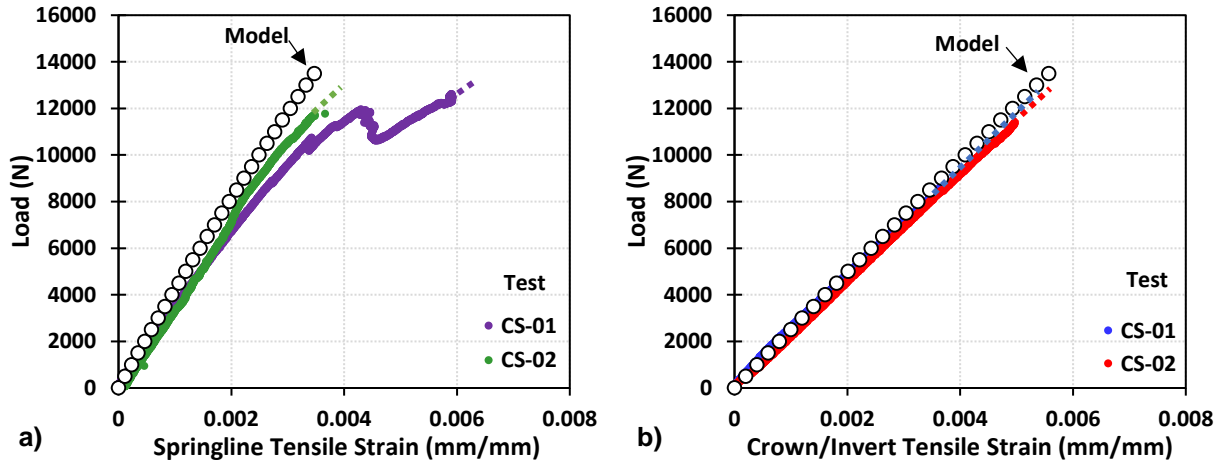 16000
14000
12000
10000
8000
6000
4000
2000
0
Load (N)
Model
Test
CS-01
CS-02
0 0.002 0.004 0.006 0.008
Springline Tensile Strain (mm/mm)
a)
16000
14000
12000
10000
8000
6000
4000
2000
0
Load (N)
Model
Test
CS-01
CS-02
0 0.002 0.004 0.006 0.008
Crown/Invert Tensile Strain (mm/mm)
b)